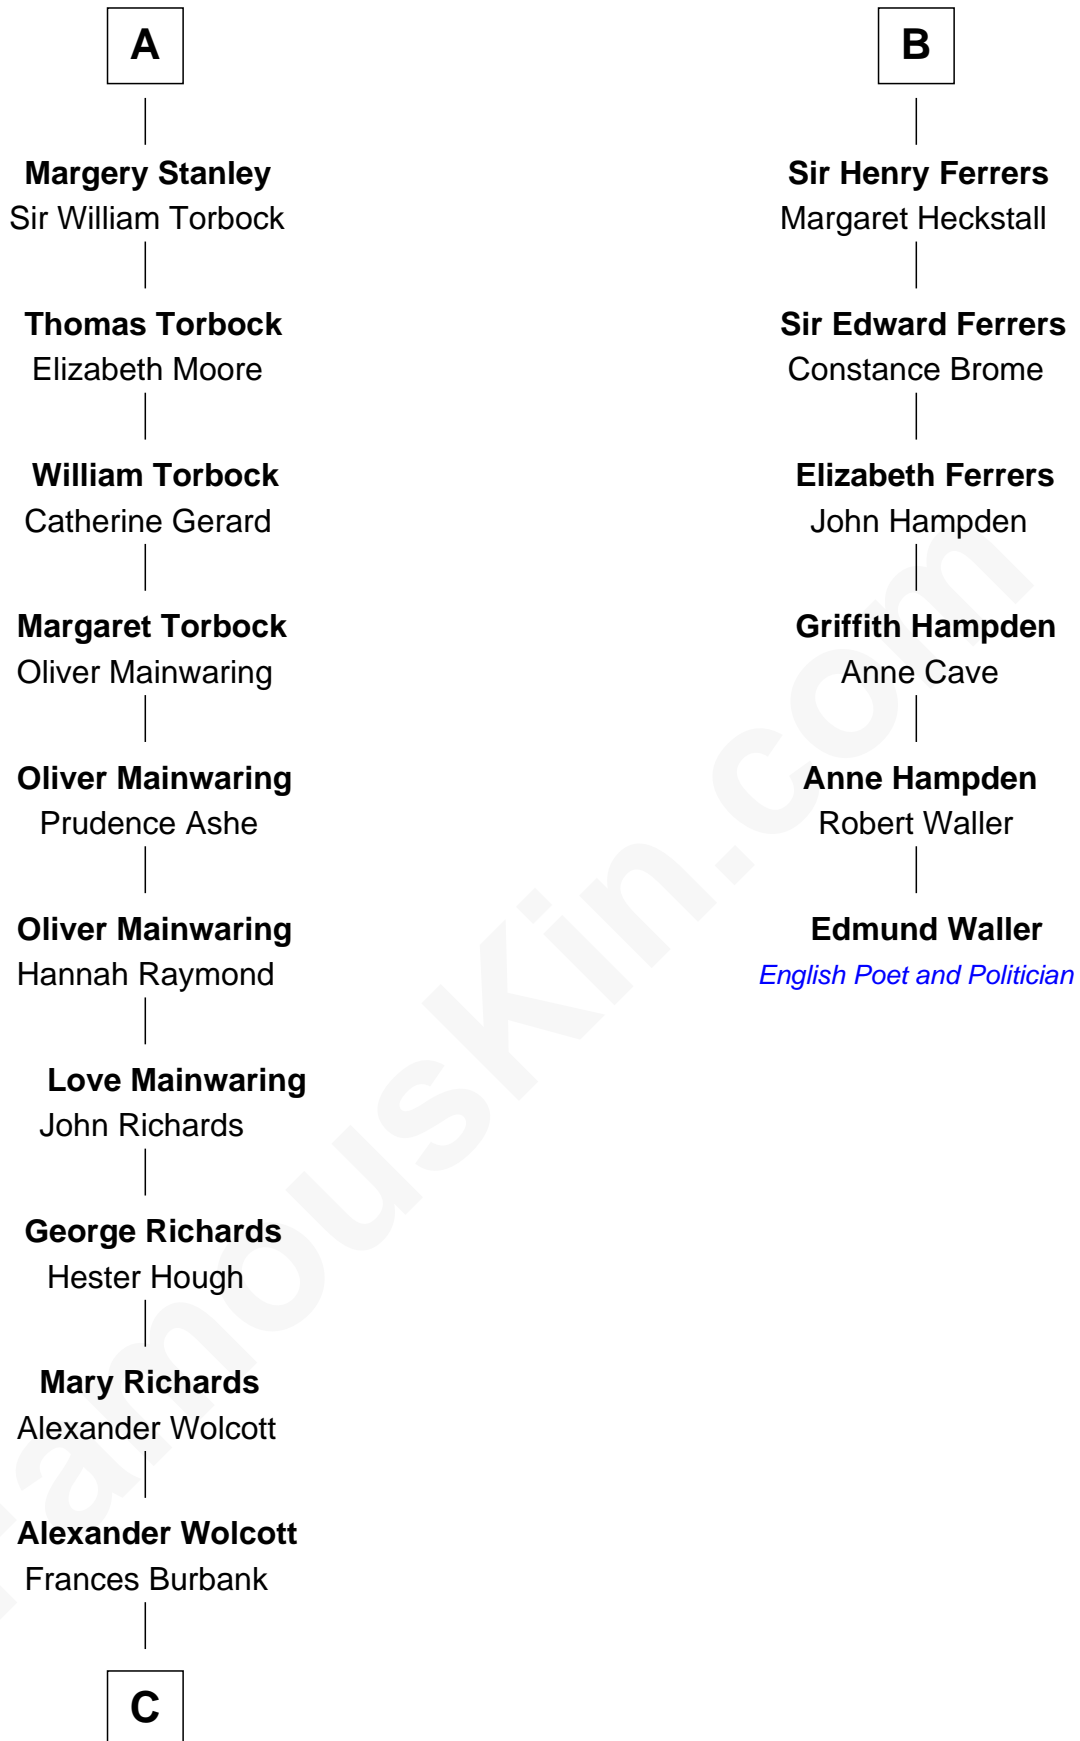 A
Margery Stanley
Sir William Torbock
Thomas Torbock
Elizabeth Moore
William Torbock
Catherine Gerard
Margaret Torbock
Oliver Mainwaring
Oliver Mainwaring
Prudence Ashe
Oliver Mainwaring
Hannah Raymond
Love Mainwaring
John Richards
George Richards
Hester Hough
Mary Richards
Alexander Wolcott
Alexander Wolcott
Frances Burbank
C
B
Sir Henry Ferrers
Margaret Heckstall
Sir Edward Ferrers
Constance Brome
Elizabeth Ferrers
John Hampden
Griffith Hampden
Anne Cave
Anne Hampden
Robert Waller
Edmund Waller
English Poet and Politician
FamousKin.com